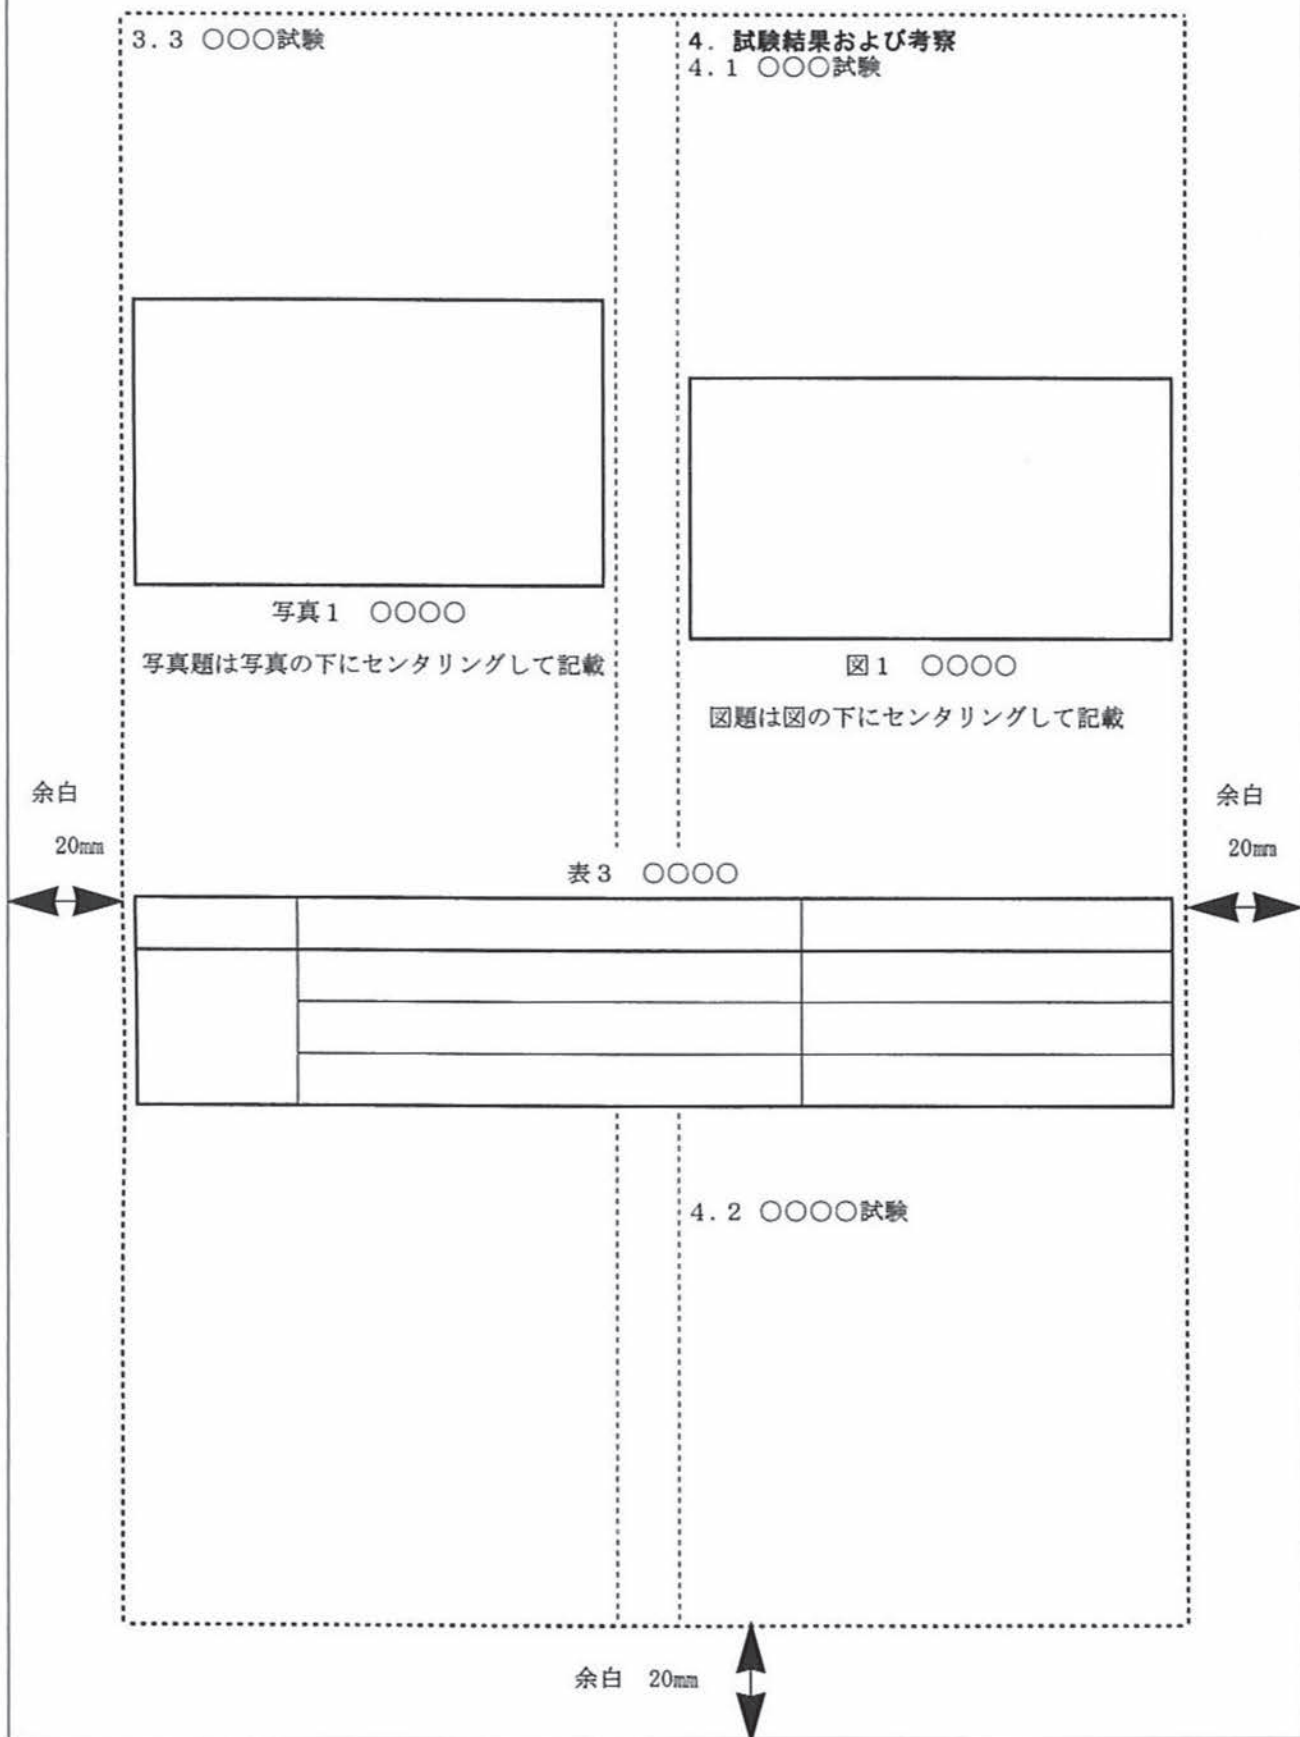 3.3 ○○○試験
写真1 ○○○○
写真題は写真の下にセンタリングして記載
4. 試験結果および考察
4.1 ○○○試験
図1 ○○○○
図題は図の下にセンタリングして記載
余白
20mm
余白
20mm
表3 ○○○○
4.2 ○○○○試験
余白 20mm